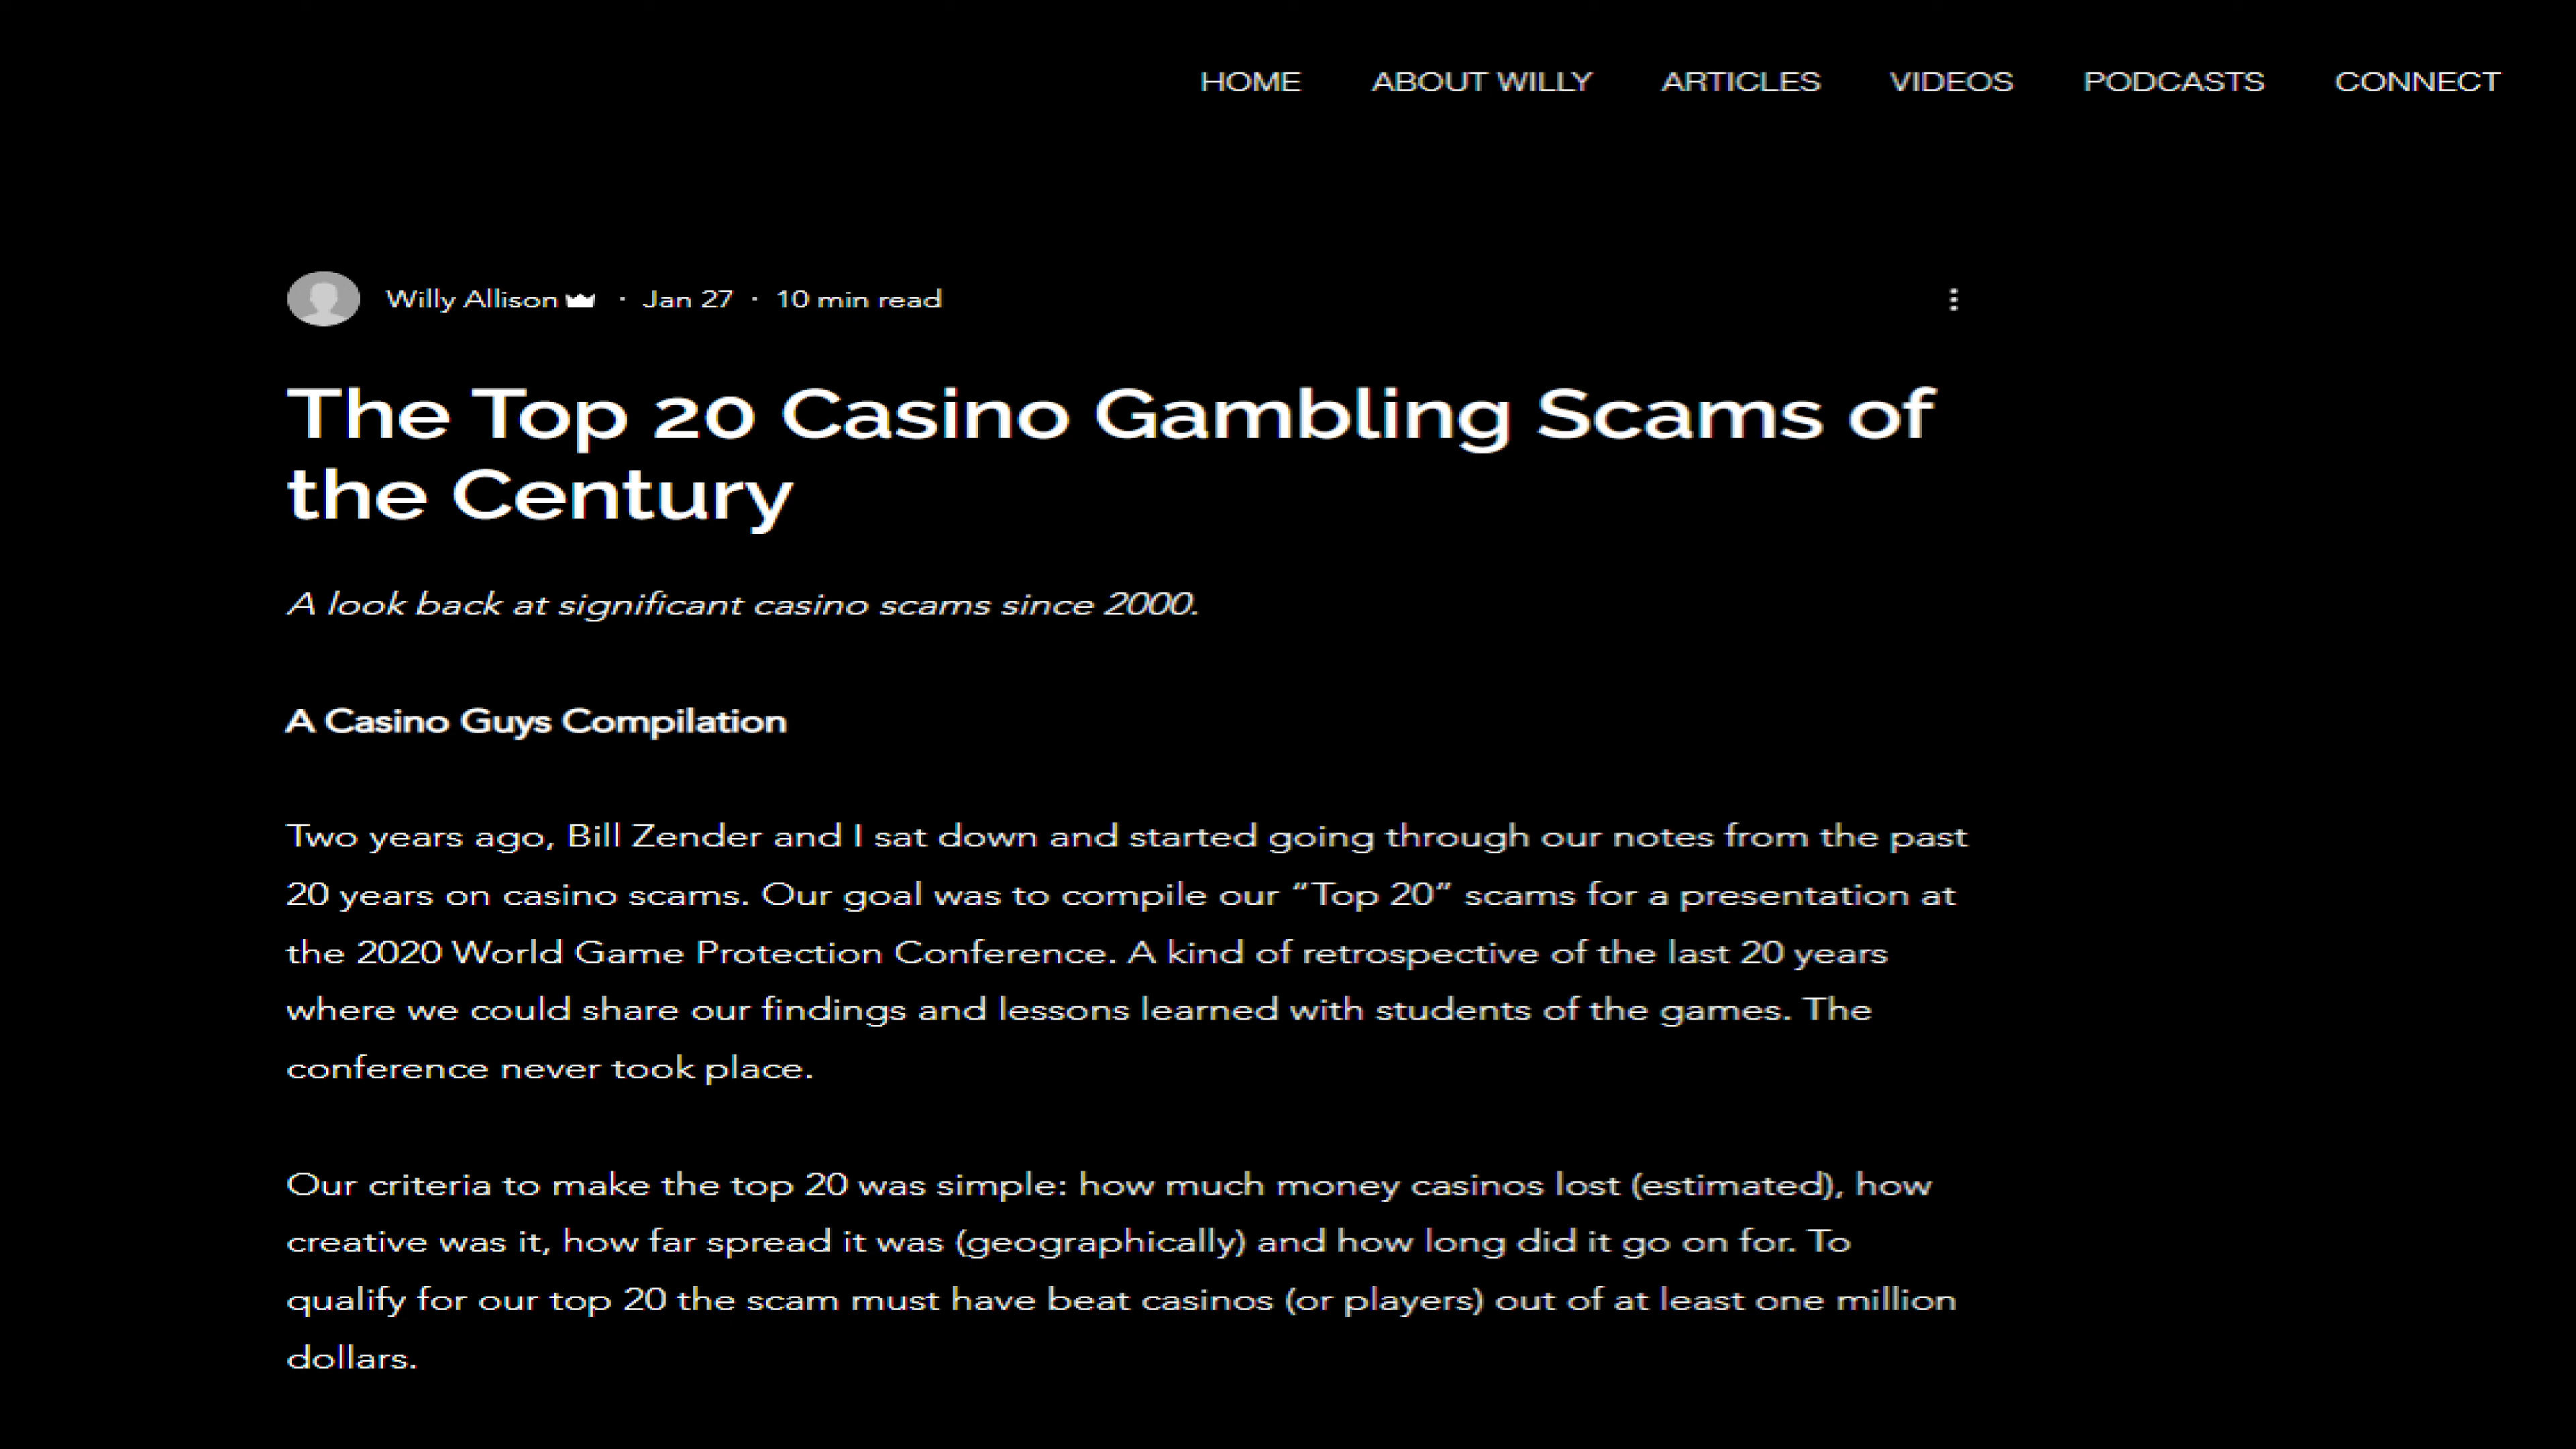 HOME ABOUT WILLY ARTICLES VIDEOS PODCASTS CONNECT
Willy Allison · Jan 27 · 10 min read
The Top 20 Casino Gambling Scams of
the Century
A look back at significant casino scams since 2000.
A Casino Guys Compilation
Two years ago, Bill Zender and I sat down and started going through our notes from the past
20 years on casino scams. Our goal was to compile our “Top 20” scams for a presentation at
the 2020 World Game Protection Conference. A kind of retrospective of the last 20 years
where we could share our findings and lessons learned with students of the games. The
conference never took place.
Our criteria to make the top 20 was simple: how much money casinos lost (estimated), how
creative was it, how far spread it was (geographically) and how long did it go on for. To
qualify for our top 20 the scam must have beat casinos (or players) out of at least one million
dollars.